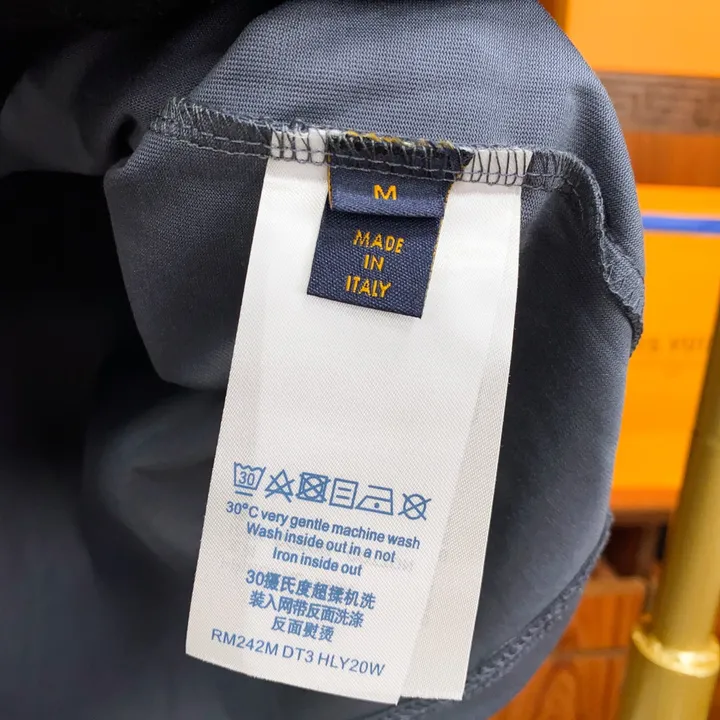 M
MADE
IN
ITALY
30
30°C very gentle machine wash
Wash inside out in a not
Iron inside out
30摄氏度超揉机洗
装入网带反面洗涤
反面熨烫
RM242M DT3 HLY20W